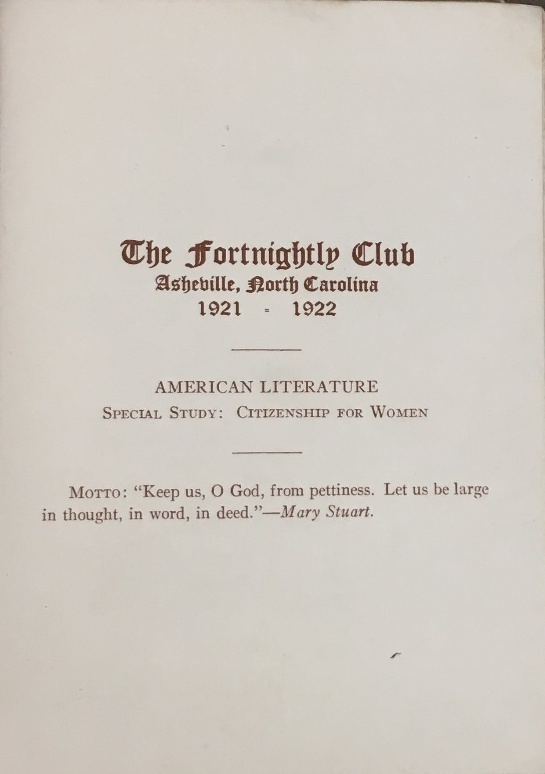 The Fortnightly Club
Asheville, North Carolina
1921 - 1922
AMERICAN LITERATURE
SPECIAL STUDY: CITIZENSHIP FOR WOMEN
MOTTO: “Keep us, O God, from pettiness. Let us be large
in thought, in word, in deed.”—Mary Stuart.